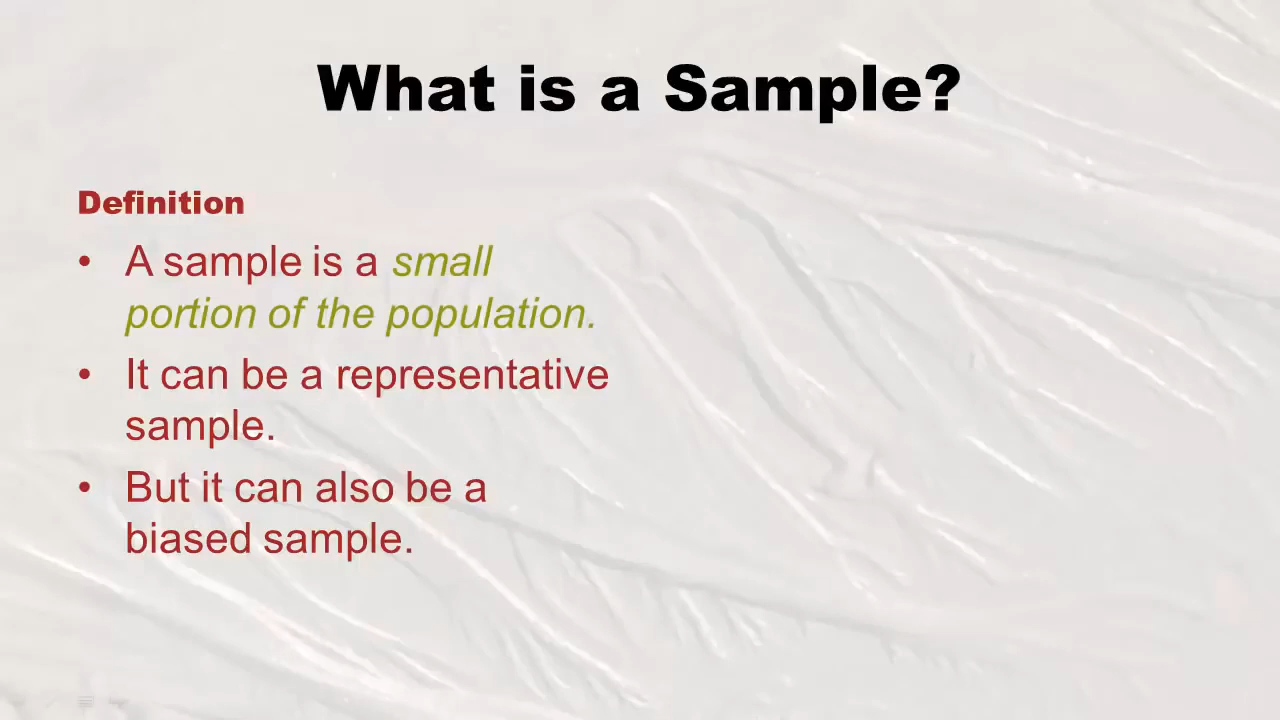 What is a Sample?
Definition
• A sample is a small
portion of the population.
• It can be a representative
sample.
• But it can also be a
biased sample.